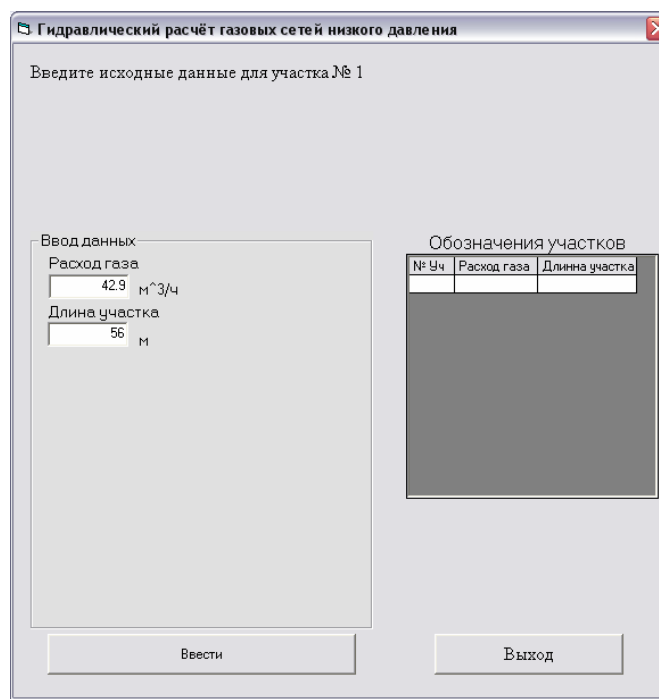 Гидравлический расчёт газовых сетей низкого давления
Введите исходные данные для участка № 1
Ввод данных
Расход газа
42.9 м^3/ч
Длина участка
56 м
Обозначения участков
№ Уч Расход газа Длинна участка
Ввести
Выход